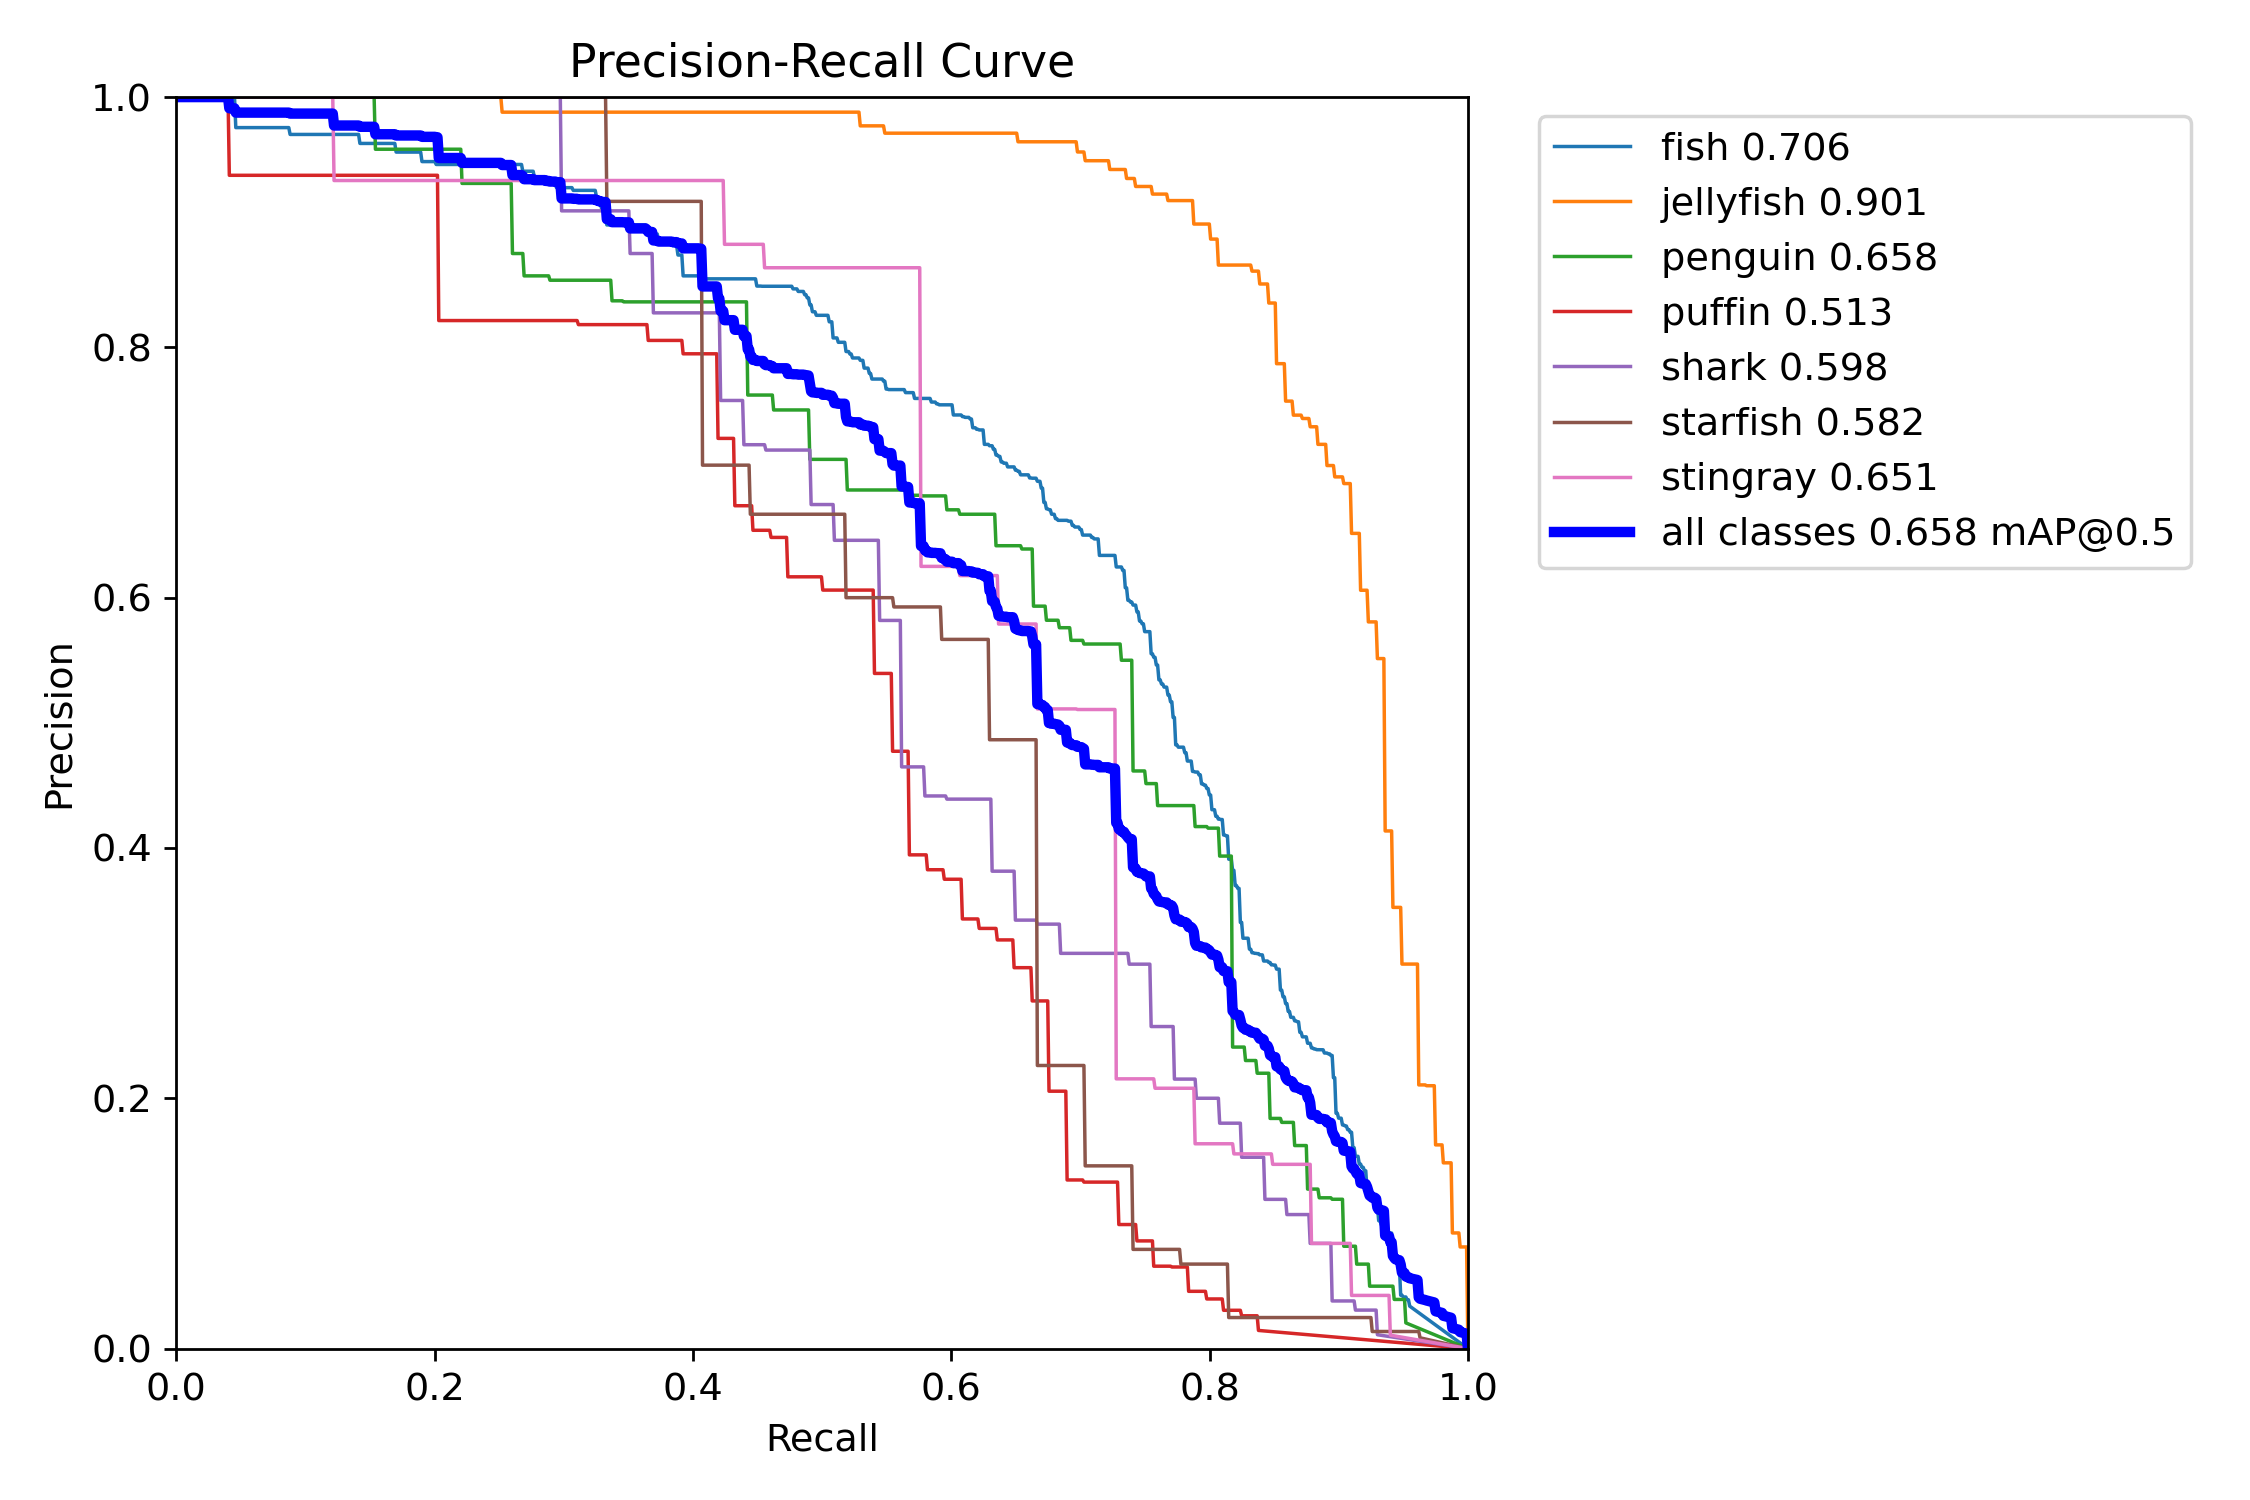 Precision-Recall Curve
1.0
0.8
0.6
0.4
0.2
0.0
Precision
0.0 0.2 0.4 0.6 0.8 1.0
Recall
fish 0.706
jellyfish 0.901
penguin 0.658
puffin 0.513
shark 0.598
starfish 0.582
stingray 0.651
all classes 0.658 mAP@0.5